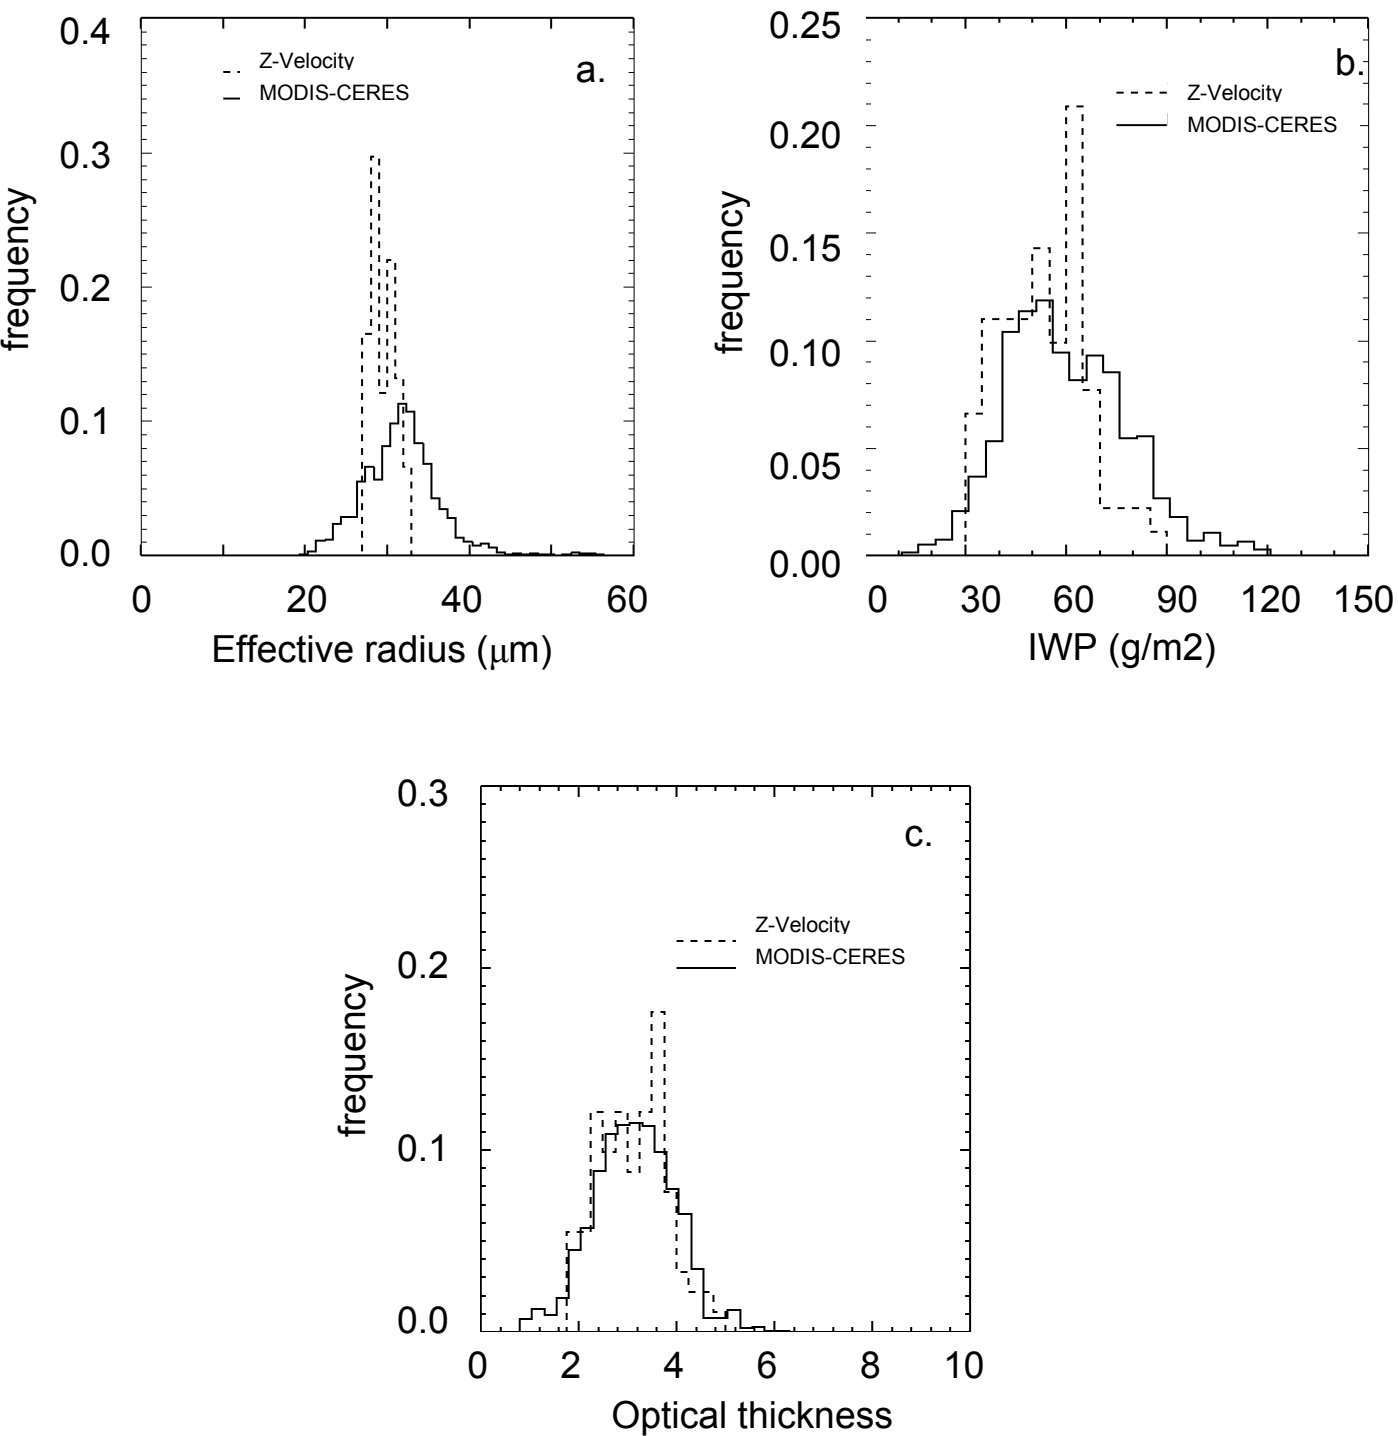 0.4
0.3
0.2
0.1
0.0
frequency
Z-Velocity
MODIS-CERES
a.
0 20 40 60
Effective radius (μm)
0.25
0.20
0.15
0.10
0.05
0.00
frequency
b.
Z-Velocity
MODIS-CERES
0 30 60 90 120 150
IWP (g/m2)
0.3
0.2
0.1
0.0
frequency
c.
Z-Velocity
MODIS-CERES
0 2 4 6 8 10
Optical thickness